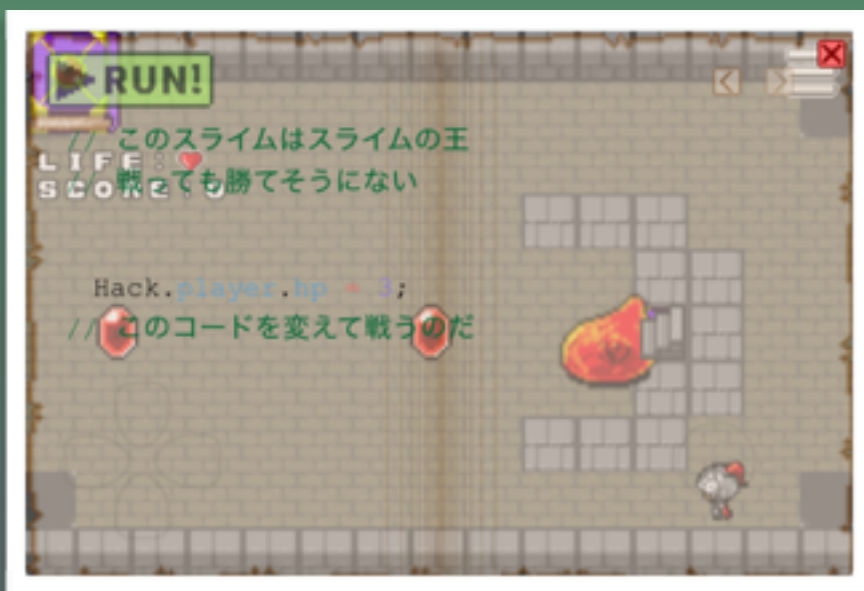 RUN!
// このスライムはスライムの王
LIFE:
// 戦っても勝てそうにない
SCORE:0
Hack.player.hp = 3;
// このコードを変えて戦うのだ